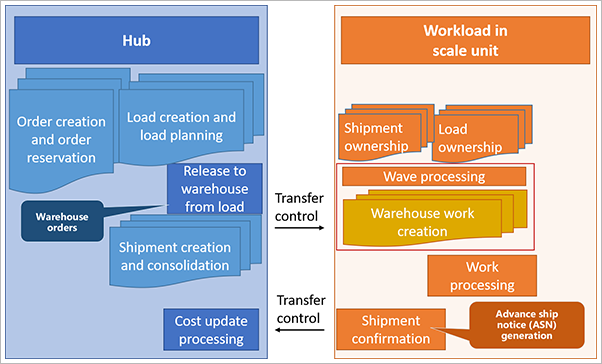 Hub
Order creation
and order
reservation
Load creation and
load planning
Release to
warehouse
from load
Warehouse
orders
Shipment creation
and consolidation
Cost update
processing
Transfer
control
Transfer
control
Workload in
scale unit
Shipment
ownership
Load
ownership
Wave processing
Warehouse work
creation
Work
processing
Shipment
confirmation
Advance ship
notice (ASN)
generation